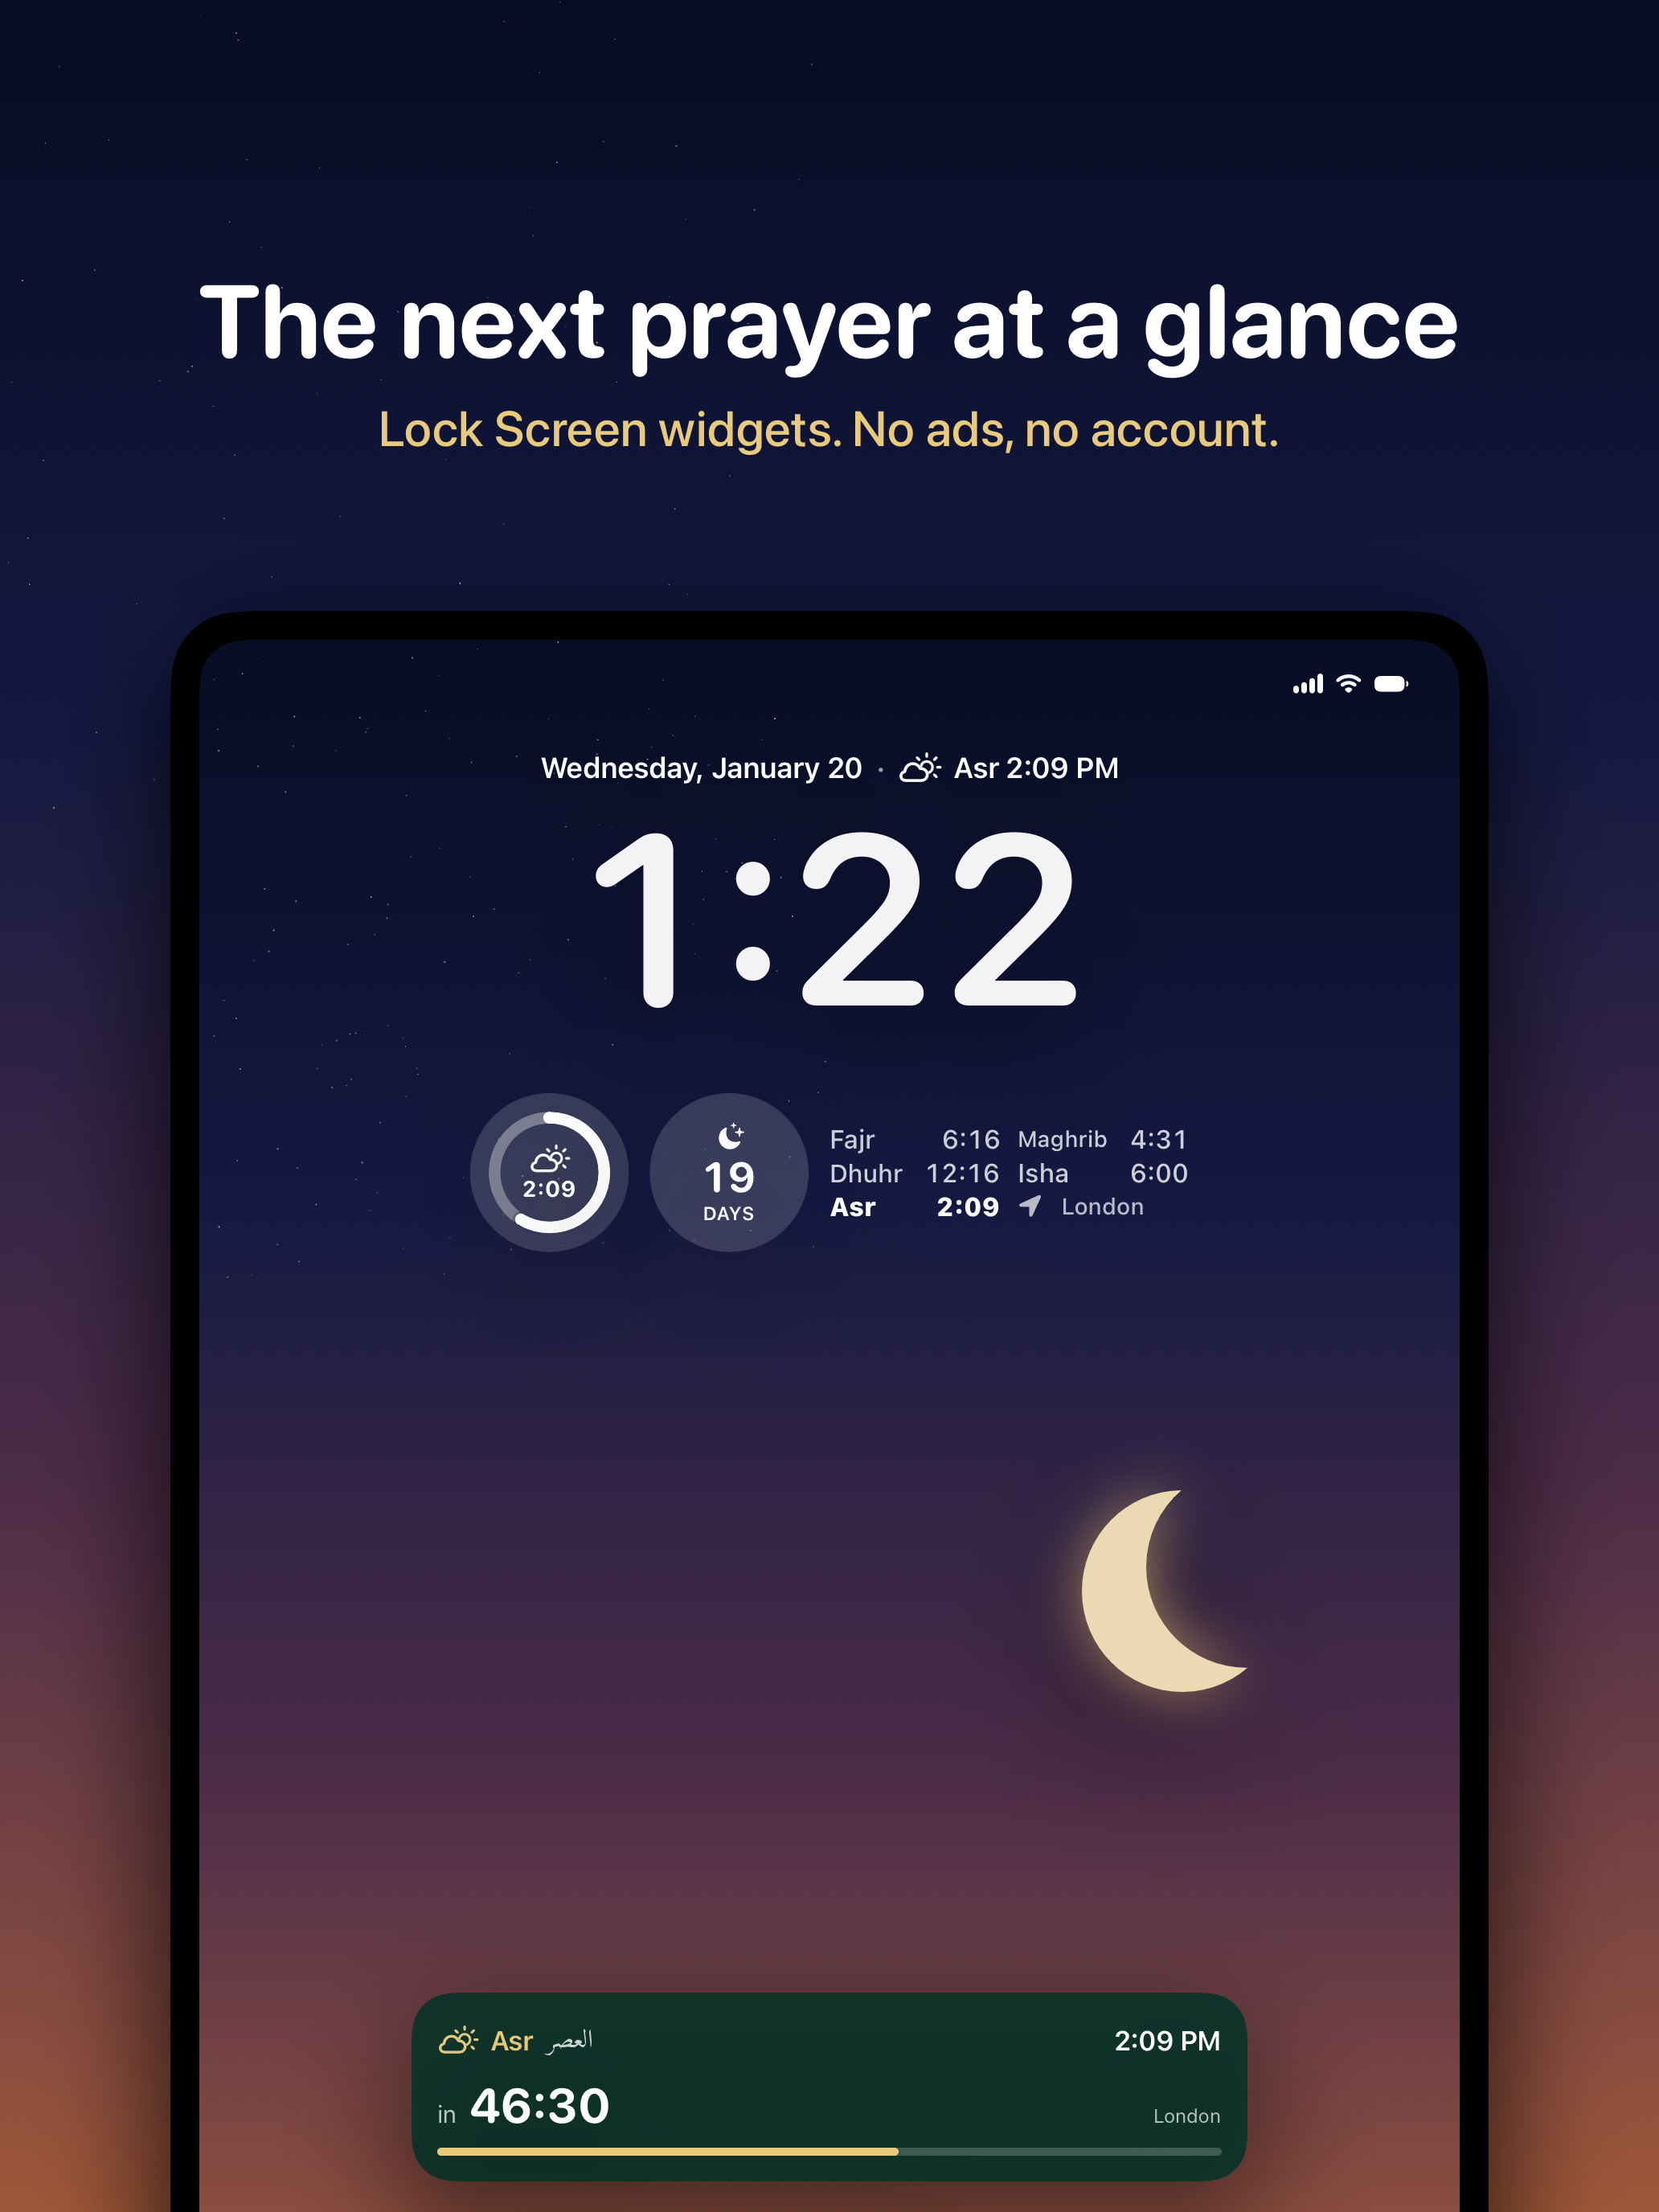 The next prayer at a glance
Lock Screen widgets. No ads, no account.
Wednesday, January 20 · Asr 2:09 PM
1:22
2:09
19
DAYS
Fajr 6:16 Maghrib 4:31
Dhuhr 12:16 Isha 6:00
Asr 2:09 London
Asr العصر 2:09 PM
in 46:30 London